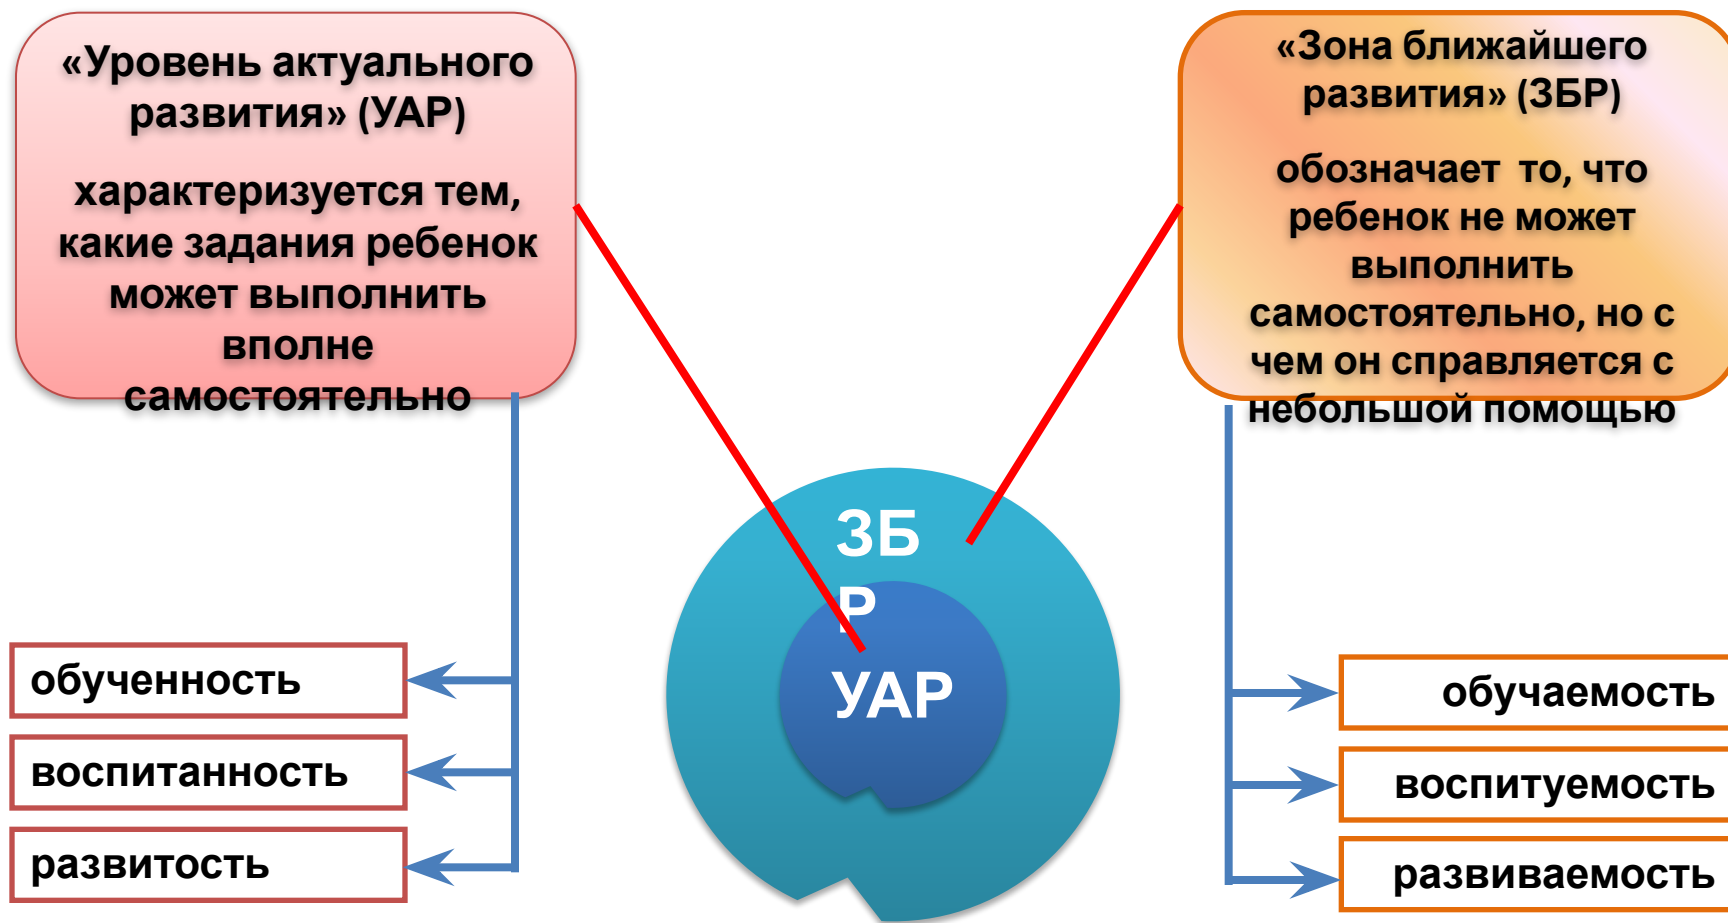 «Уровень актуального
развития» (УАР)
характеризуется тем,
какие задания ребенок
может выполнить
вполне
самостоятельно
«Зона ближайшего
развития» (ЗБР)
обозначает то, что
ребенок не может
выполнить
самостоятельно, но с
чем он справляется с
небольшой помощью
ЗБ
Р
УАР
обученность
воспитанность
развитость
обучаемость
воспитуемость
развиваемость